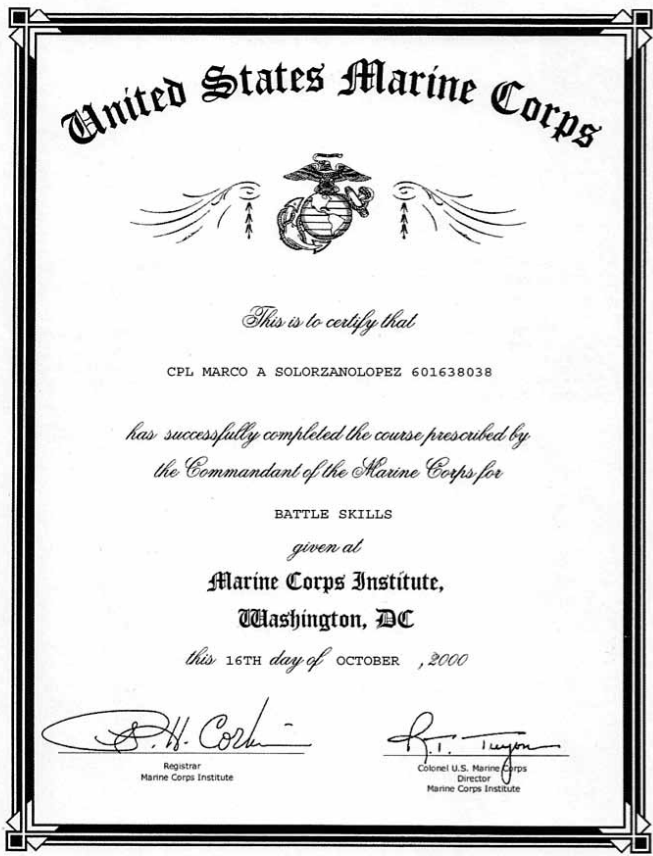 United States Marine Corps
This is to certify that
CPL MARCO A SOLORZANOLOPEZ 601638038
has successfully completed the course prescribed by
the Commandant of the Marine Corps for
BATTLE SKILLS
given at
Marine Corps Institute,
Washington, DC
this 16TH day of OCTOBER , 2000
Registrar
Marine Corps Institute
R.T.
Colonel U.S. Marine Corps
Director
Marine Corps Institute